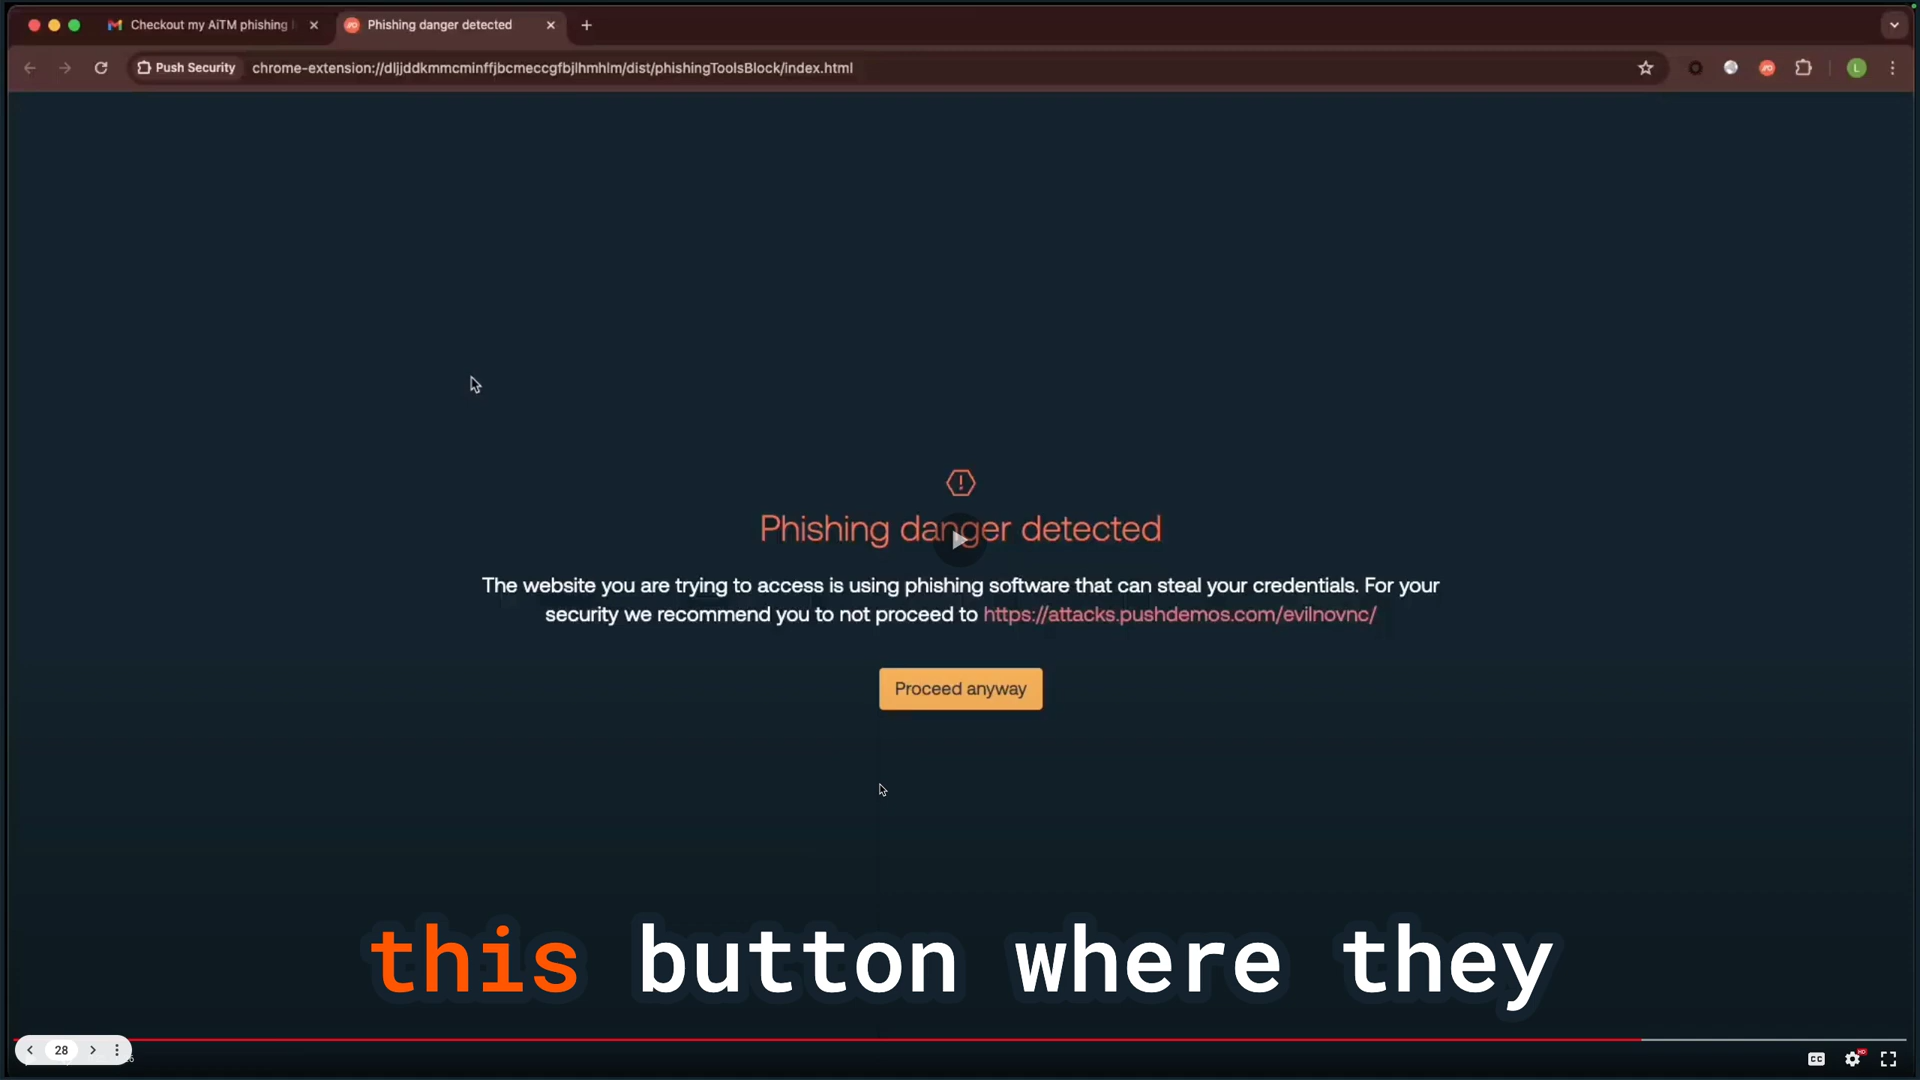 Checkout my AiTM phishing
Phishing danger detected
Push Security
chrome-extension://dljjddkmmcminffjbcmeccgfbjlhmhlm/dist/phishingToolsBlock/index.html
L
Phishing danger detected
The website you are trying to access is using phishing software that can steal your credentials. For your
security we recommend you to not proceed to https://attacks.pushdemos.com/evilnovnc/
Proceed anyway
this button where they
28
CC
HD